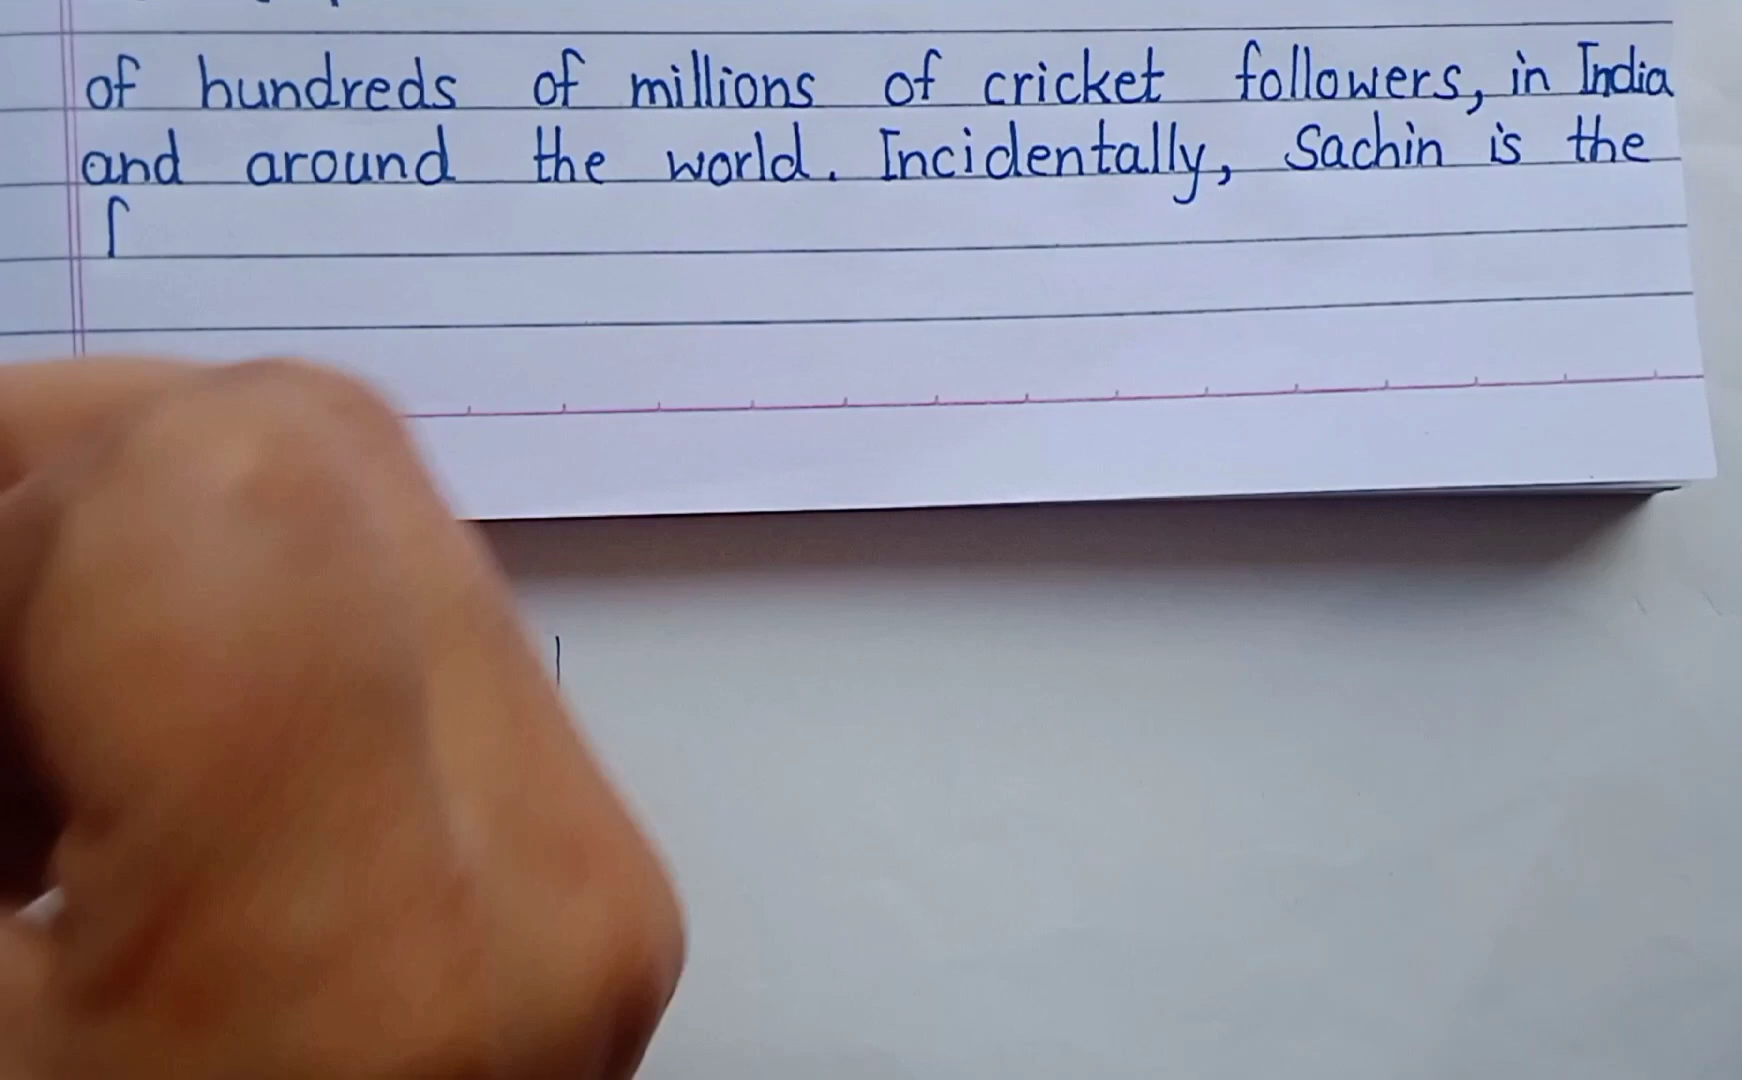 of hundreds of millions of cricket followers, in India
and around the world. Incidentally, Sachin is the